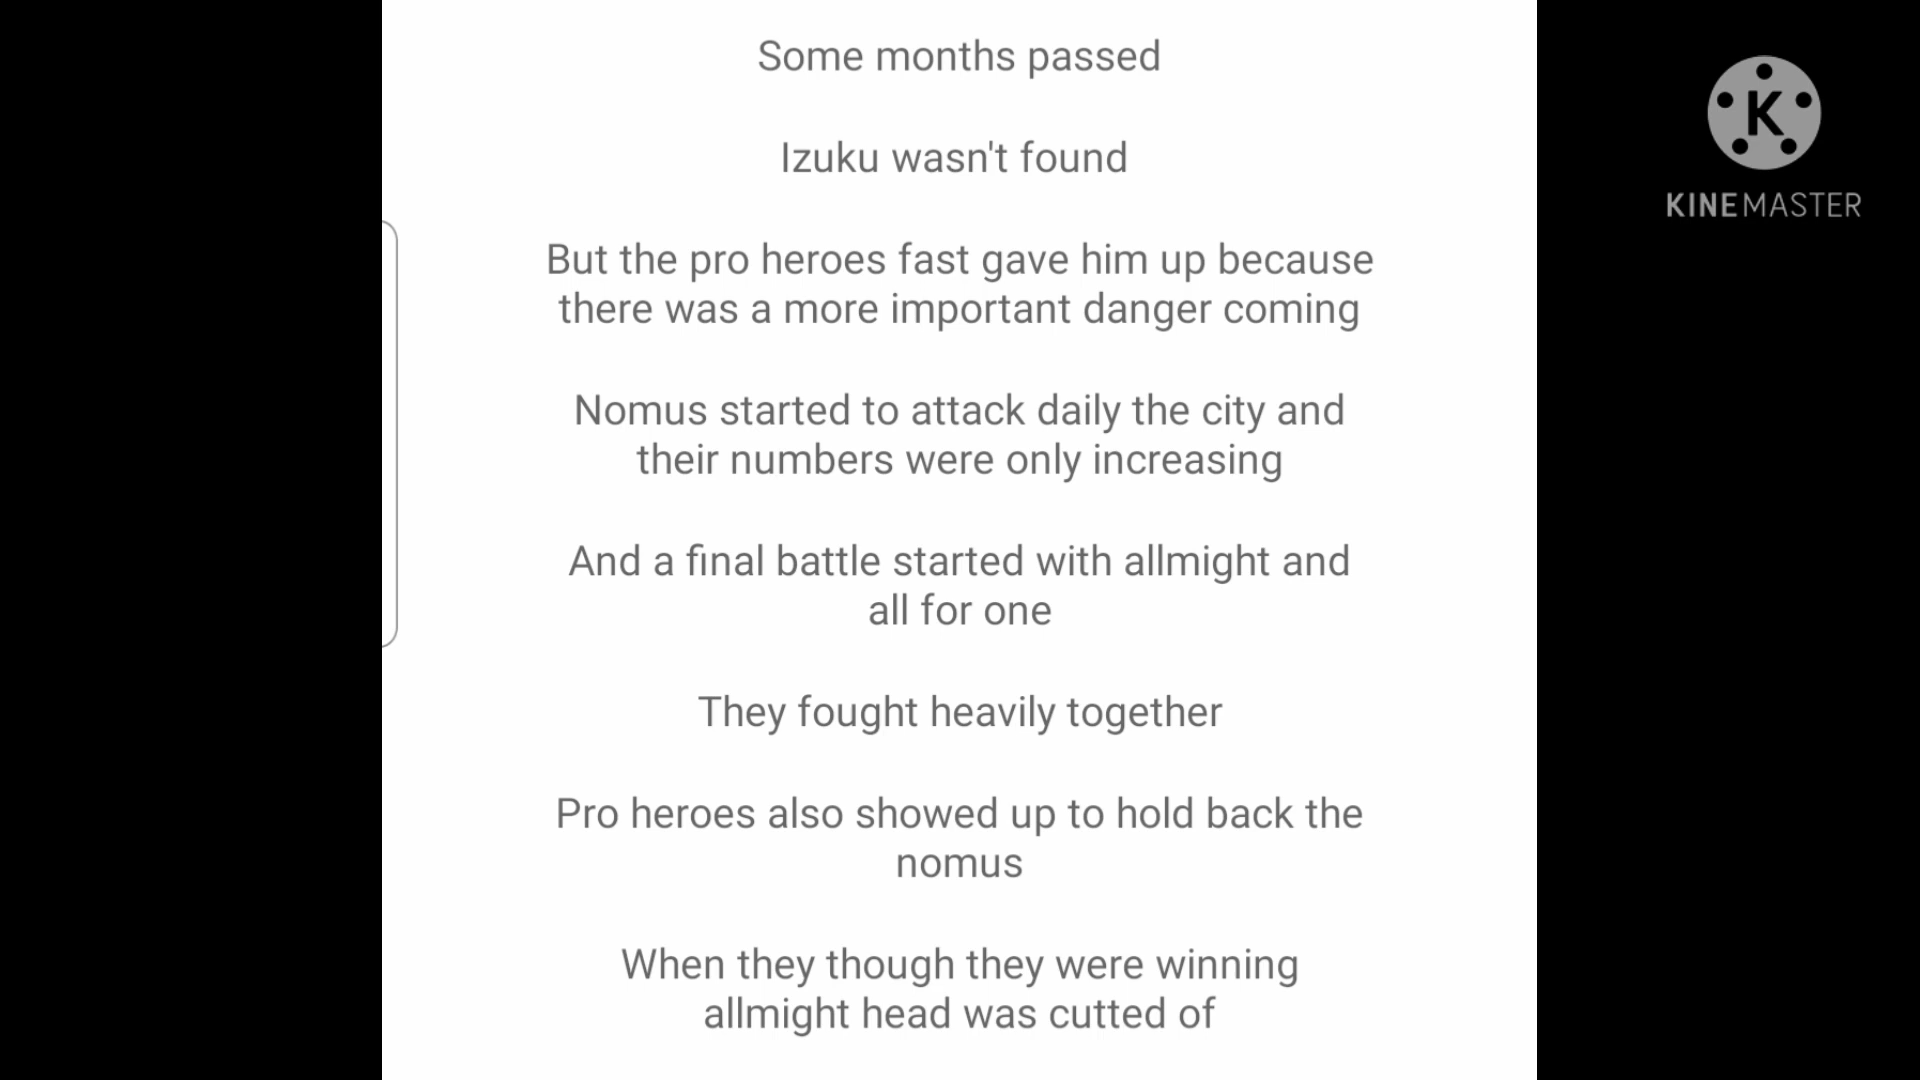 Some months passed
Izuku wasn't found
But the pro heroes fast gave him up because
there was a more important danger coming
Nomus started to attack daily the city and
their numbers were only increasing
And a final battle started with allmight and
all for one
They fought heavily together
Pro heroes also showed up to hold back the
nomus
When they though they were winning
allmight head was cutted of
K
KINEMASTER